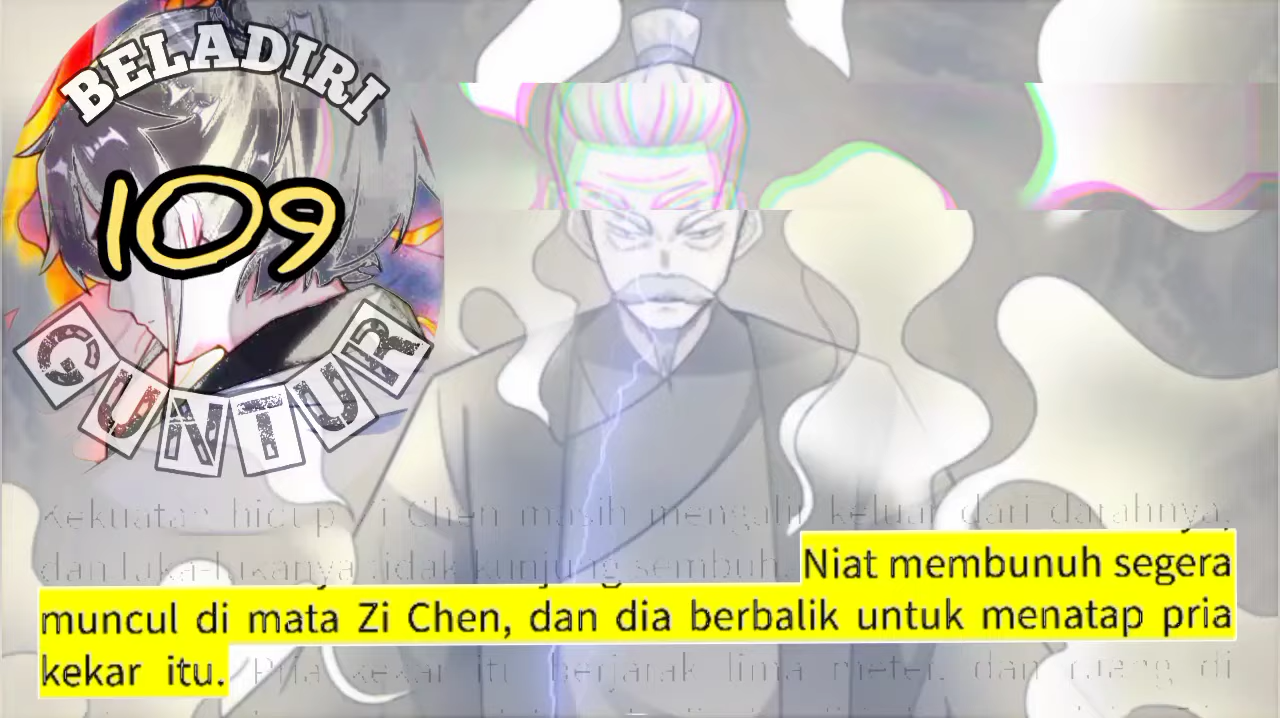 BELADIRI
109
GUNTUR
Kekuatan hidup Zi Chen masih mengalir keluar dari darahnya,
dan luka-lukanya tidak kunjung sembuh. Niat membunuh segera
muncul di mata Zi Chen, dan dia berbalik untuk menatap pria
kekar itu. Pria kekar itu berjarak lima meter, dan ruang di